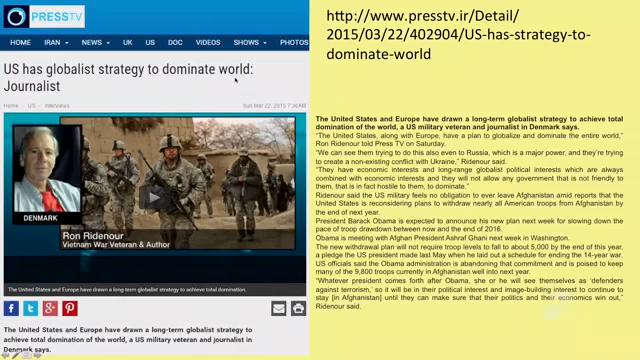 PRESSTV
HOME IRAN NEWS UK US DOC VIDEOS SHOWS PHOTOS
US has globalist strategy to dominate world:
Journalist
Home US Interviews
Sun Mar 22, 2015 7:36AM
DENMARK
Ron Ridenour
Vietnam War Veteran & Author
The United States and Europe have drawn a long-term globalist strategy to achieve total domination.
The United States and Europe have drawn a long-term globalist strategy to
achieve total domination of the world, a US military veteran and journalist in
Denmark says.
http://www.presstv.ir/Detail/
2015/03/22/402904/US-has-strategy-to-
dominate-world
The United States and Europe have drawn a long-term globalist strategy to achieve total
domination of the world, a US military veteran and journalist in Denmark says.
"The United States, along with Europe, have a plan to globalize and dominate the entire world,"
Ron Ridenour told Press TV on Saturday.
"We can see them trying to do this also even to Russia, which is a major power, and they're trying
to create a non-existing conflict with Ukraine," Ridenour said.
"They have economic interests and long-range globalist political interests which are always
combined with economic interests and they will not allow any government that is not friendly to
them, that is in fact hostile to them, to dominate."
Ridenour said the US military feels no obligation to ever leave Afghanistan amid reports that the
United States is reconsidering plans to withdraw nearly all American troops from Afghanistan by
the end of next year.
President Barack Obama is expected to announce his new plan next week for slowing down the
pace of troop drawdown between now and the end of 2016.
Obama is meeting with Afghan President Ashraf Ghani next week in Washington.
The new withdrawal plan will not require troop levels to fall to about 5,000 by the end of this year,
a pledge the US president made last May when he laid out a schedule for ending the 14-year war.
US officials said the Obama administration is abandoning that commitment and is poised to keep
many of the 9,800 troops currently in Afghanistan well into next year.
"Whatever president comes forth after Obama, she or he will see themselves as 'defenders
against terrorism,' so it will be in their political interest and image-building interest to continue to
stay [in Afghanistan] until they can make sure that their politics and their economics win out,"
Ridenour said.